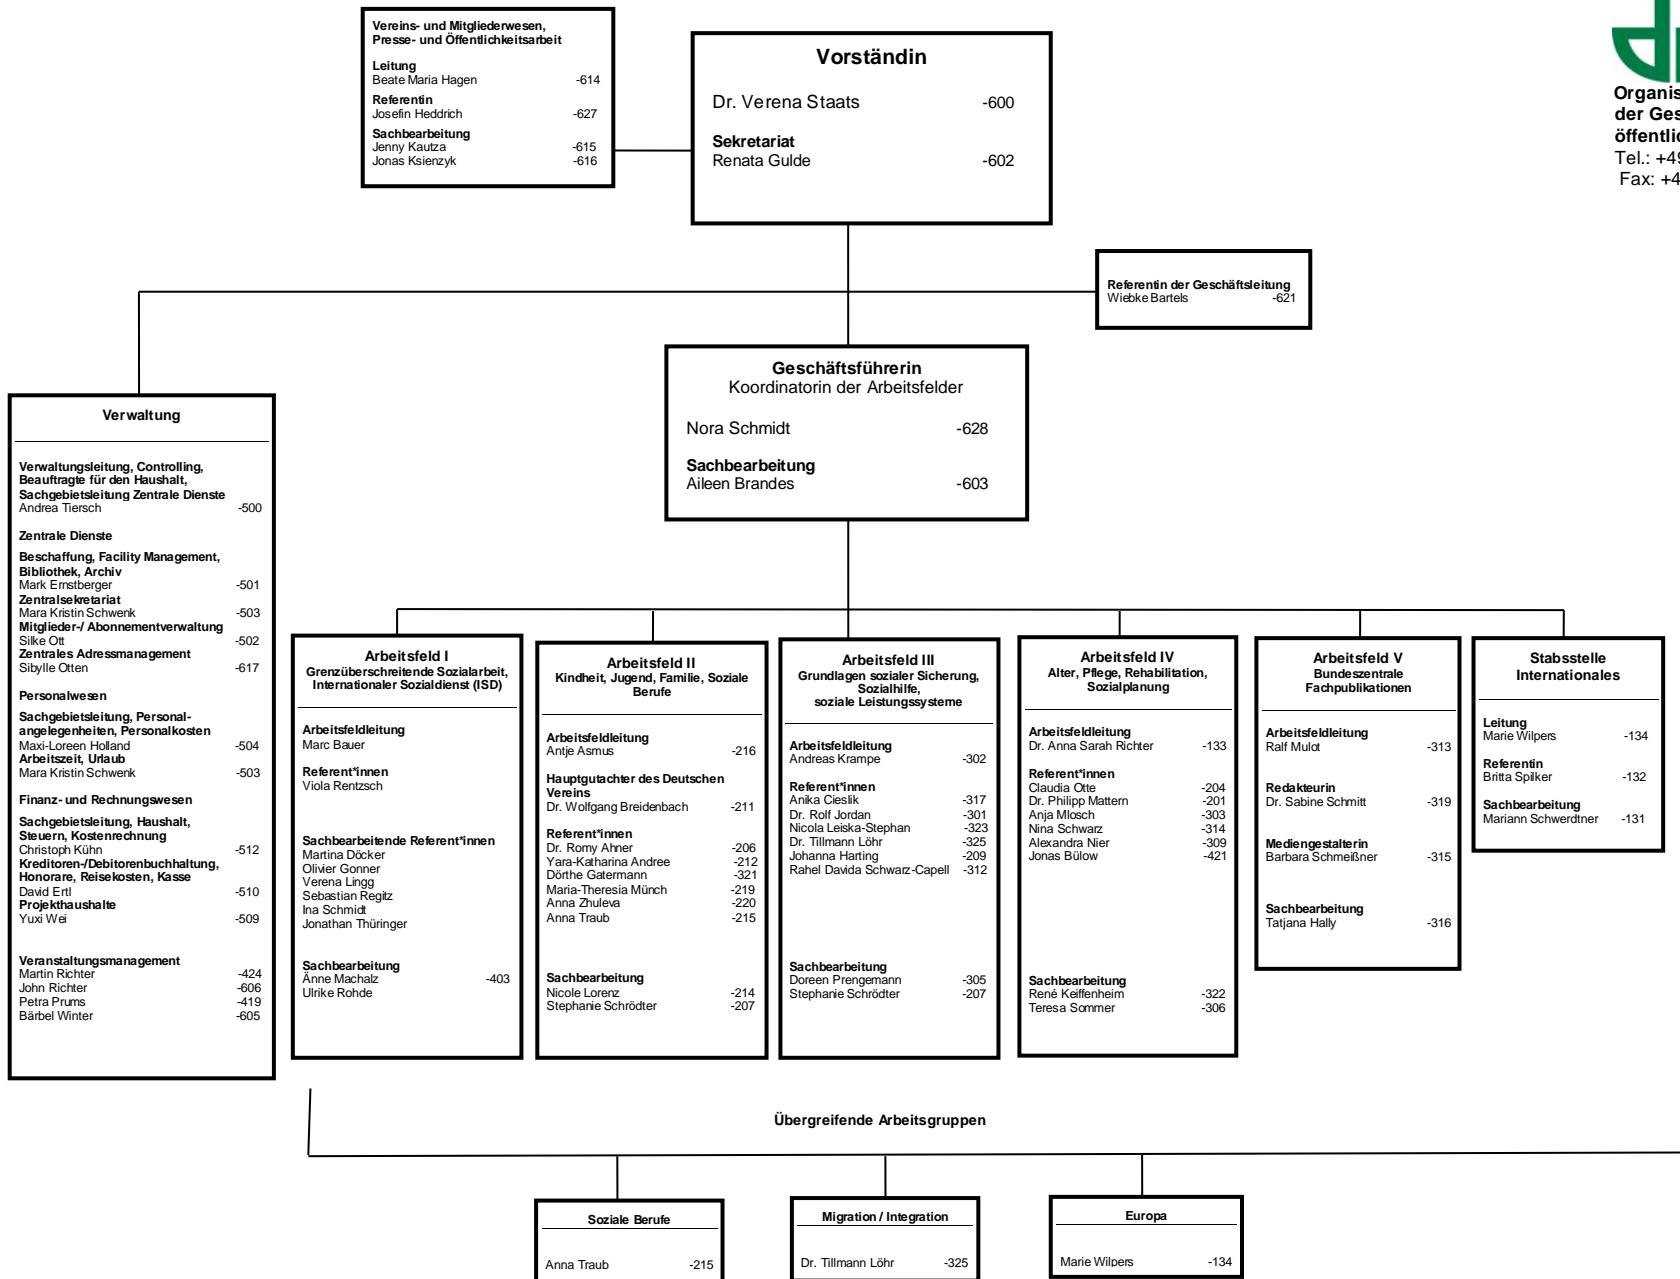 Vereins- und Mitgliederwesen,
Presse- und Öffentlichkeitsarbeit
Leitung
Beate Maria Hagen -614
Referentin
Josefin Heddrich -627
Sachbearbeitung
Jenny Kautza -615
Jonas Ksienzyk -616
Vorständin
Dr. Verena Staats -600
Sekretariat
Renata Gulde -602
der
öffentlic
Tel.: +49
Fax: +4
Referentin der Geschäftsleitung
Wiebke Bartels -621
Geschäftsführerin
Koordinatorin der Arbeitsfelder
Nora Schmidt -628
Sachbearbeitung
Aileen Brandes -603
Verwaltung
Verwaltungsleitung, Controlling,
Beauftragte für den Haushalt,
Sachgebietsleitung Zentrale Dienste
Andrea Tiersch -500
Zentrale Dienste
Beschaffung, Facility Management,
Bibliothek, Archiv
Mark Ernstberger -501
Zentralsekretariat
Mara Kristin Schwenk -503
Mitglieder-/ Abonnementverwaltung
Silke Ott -502
Zentrales Adressmanagement
Sibylle Otten -617
Personalwesen
Sachgebietsleitung, Personal-
angelegenheiten, Personalkosten
Maxi-Loreen Holland -504
Arbeitszeit, Urlaub
Mara Kristin Schwenk -503
Finanz- und Rechnungswesen
Sachgebietsleitung, Haushalt,
Steuern, Kostenrechnung
Christoph Kühn -512
Kreditoren-/Debitorenbuchhaltung,
Honorare, Reisekosten, Kasse
David Ertl -510
Projekthaushalte
Yuxi Wei -509
Veranstaltungsmanagement
Martin Richter -424
John Richter -606
Petra Prums -419
Bärbel Winter -605
Arbeitsfeld I
Grenzüberschreitende Sozialarbeit,
Internationaler Sozialdienst (ISD)
Arbeitsfeldleitung
Marc Bauer
Referent*innen
Viola Rentzsch
Sachbearbeitende Referent*innen
Martina Döcker
Olivier Gonner
Verena Lingg
Sebastian Regitz
Ina Schmidt
Jonathan Thüringer
Sachbearbeitung
Änne Machalz -403
Ulrike Rohde
Arbeitsfeld II
Kindheit, Jugend, Familie, Soziale
Berufe
Arbeitsfeldleitung
Antje Asmus -216
Hauptgutachter des Deutschen
Vereins
Dr. Wolfgang Breidenbach -211
Referent*innen
Dr. Romy Ahner -206
Yara-Katharina Andree -212
Dörthe Gatermann -321
Maria-Theresia Münch -219
Anna Zhuleva -220
Anna Traub -215
Sachbearbeitung
Nicole Lorenz -214
Stephanie Schrödter -207
Arbeitsfeld III
Grundlagen sozialer Sicherung,
Sozialhilfe,
soziale Leistungssysteme
Arbeitsfeldleitung
Andreas Krampe -302
Referent*innen
Anika Cieslik -317
Dr. Rolf Jordan -301
Nicola Leiska-Stephan -323
Dr. Tillmann Löhr -325
Johanna Harting -209
Rahel Davida Schwarz-Capell -312
Sachbearbeitung
Doreen Prengemann -305
Stephanie Schrödter -207
Arbeitsfeld IV
Alter, Pflege, Rehabilitation,
Sozialplanung
Arbeitsfeldleitung
Dr. Anna Sarah Richter -133
Referent*innen
Claudia Otte -204
Dr. Philipp Mattern -201
Anja Mlosch -303
Nina Schwarz -314
Alexandra Nier -309
Jonas Bülow -421
Sachbearbeitung
René Keiffenheim -322
Teresa Sommer -306
Arbeitsfeld V
Bundeszentrale
Fachpublikationen
Arbeitsfeldleitung
Ralf Mulot -313
Redakteurin
Dr. Sabine Schmitt -319
Mediengestalterin
Barbara Schmeißner -315
Sachbearbeitung
Tatjana Hally -316
Stabsstelle
Internationales
Leitung
Marie Wilpers -134
Referentin
Britta Spilker -132
Sachbearbeitung
Mariann Schwerdtner -131
Übergreifende Arbeitsgruppen
Soziale Berufe
Anna Traub -215
Migration / Integration
Dr. Tillmann Löhr -325
Europa
Marie Wilpers -134